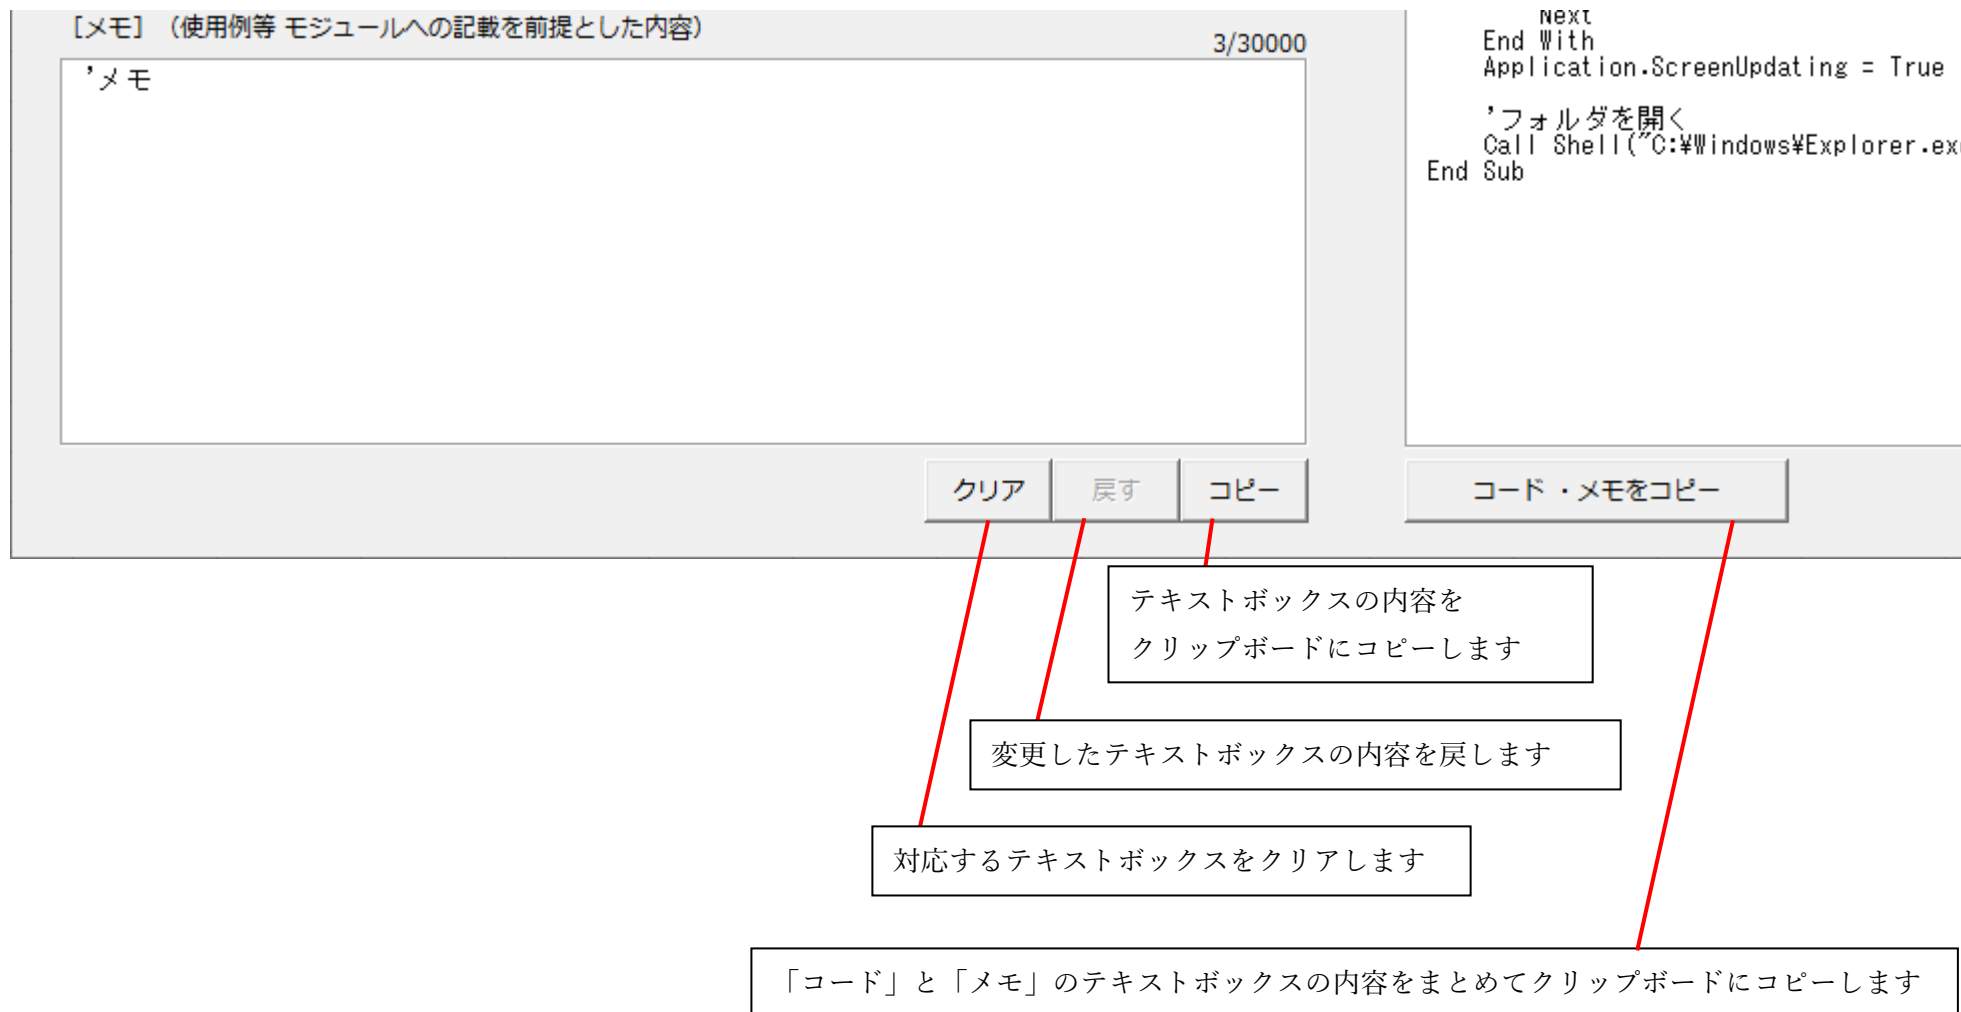 ［メモ］（使用例等 モジュールへの記載を前提とした内容）
3/30000
'メモ
Next
End With
Application.ScreenUpdating = True
'フォルダを開く
Call Shell("C:¥Windows¥Explorer.ex
End Sub
クリア
戻す
コピー
コード ・メモをコピー
テキストボックスの内容を
クリップボードにコピーします
変更したテキストボックスの内容を戻します
対応するテキストボックスをクリアします
「コード」と「メモ」のテキストボックスの内容をまとめてクリップボードにコピーします